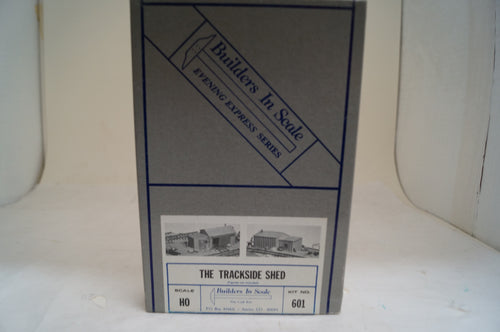 Builders In Scale
EVENING EXPRESS SERIES
THE TRACKSIDE SHED
SCALE
HO
Builders In Scale
KIT NO.
601